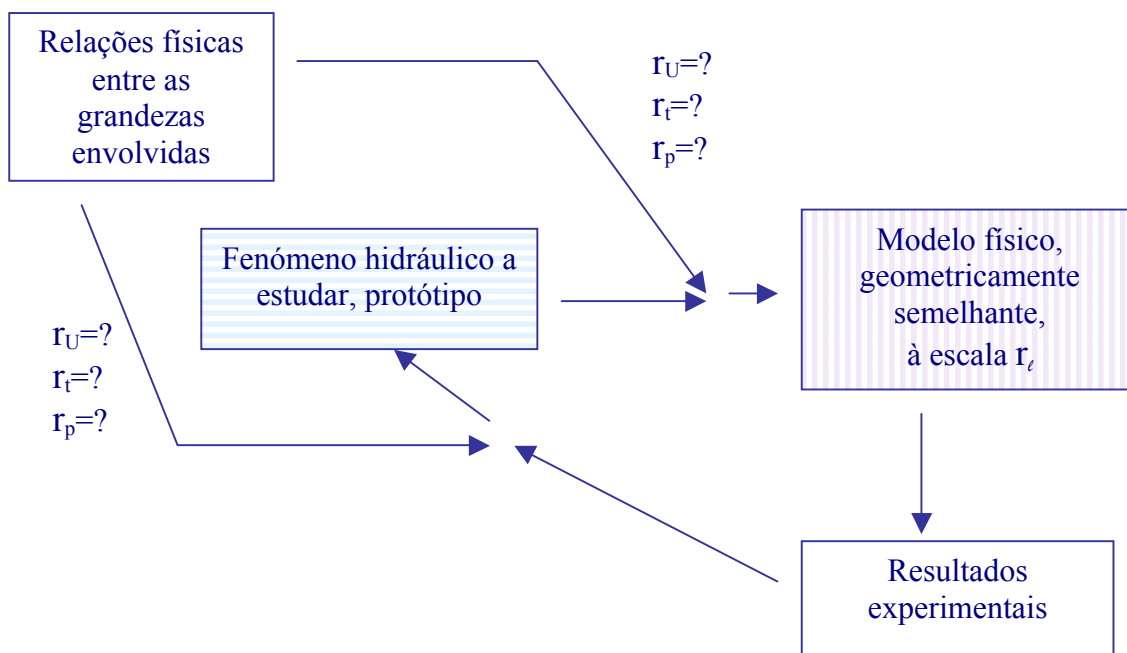 Relações físicas
entre as
grandezas
envolvidas
rU=?
rt=?
rp=?
Fenómeno hidráulico a
estudar, protótipo
Modelo físico,
geometricamente
semelhante,
à escala rℓ
rU=?
rt=?
rp=?
Resultados
experimentais